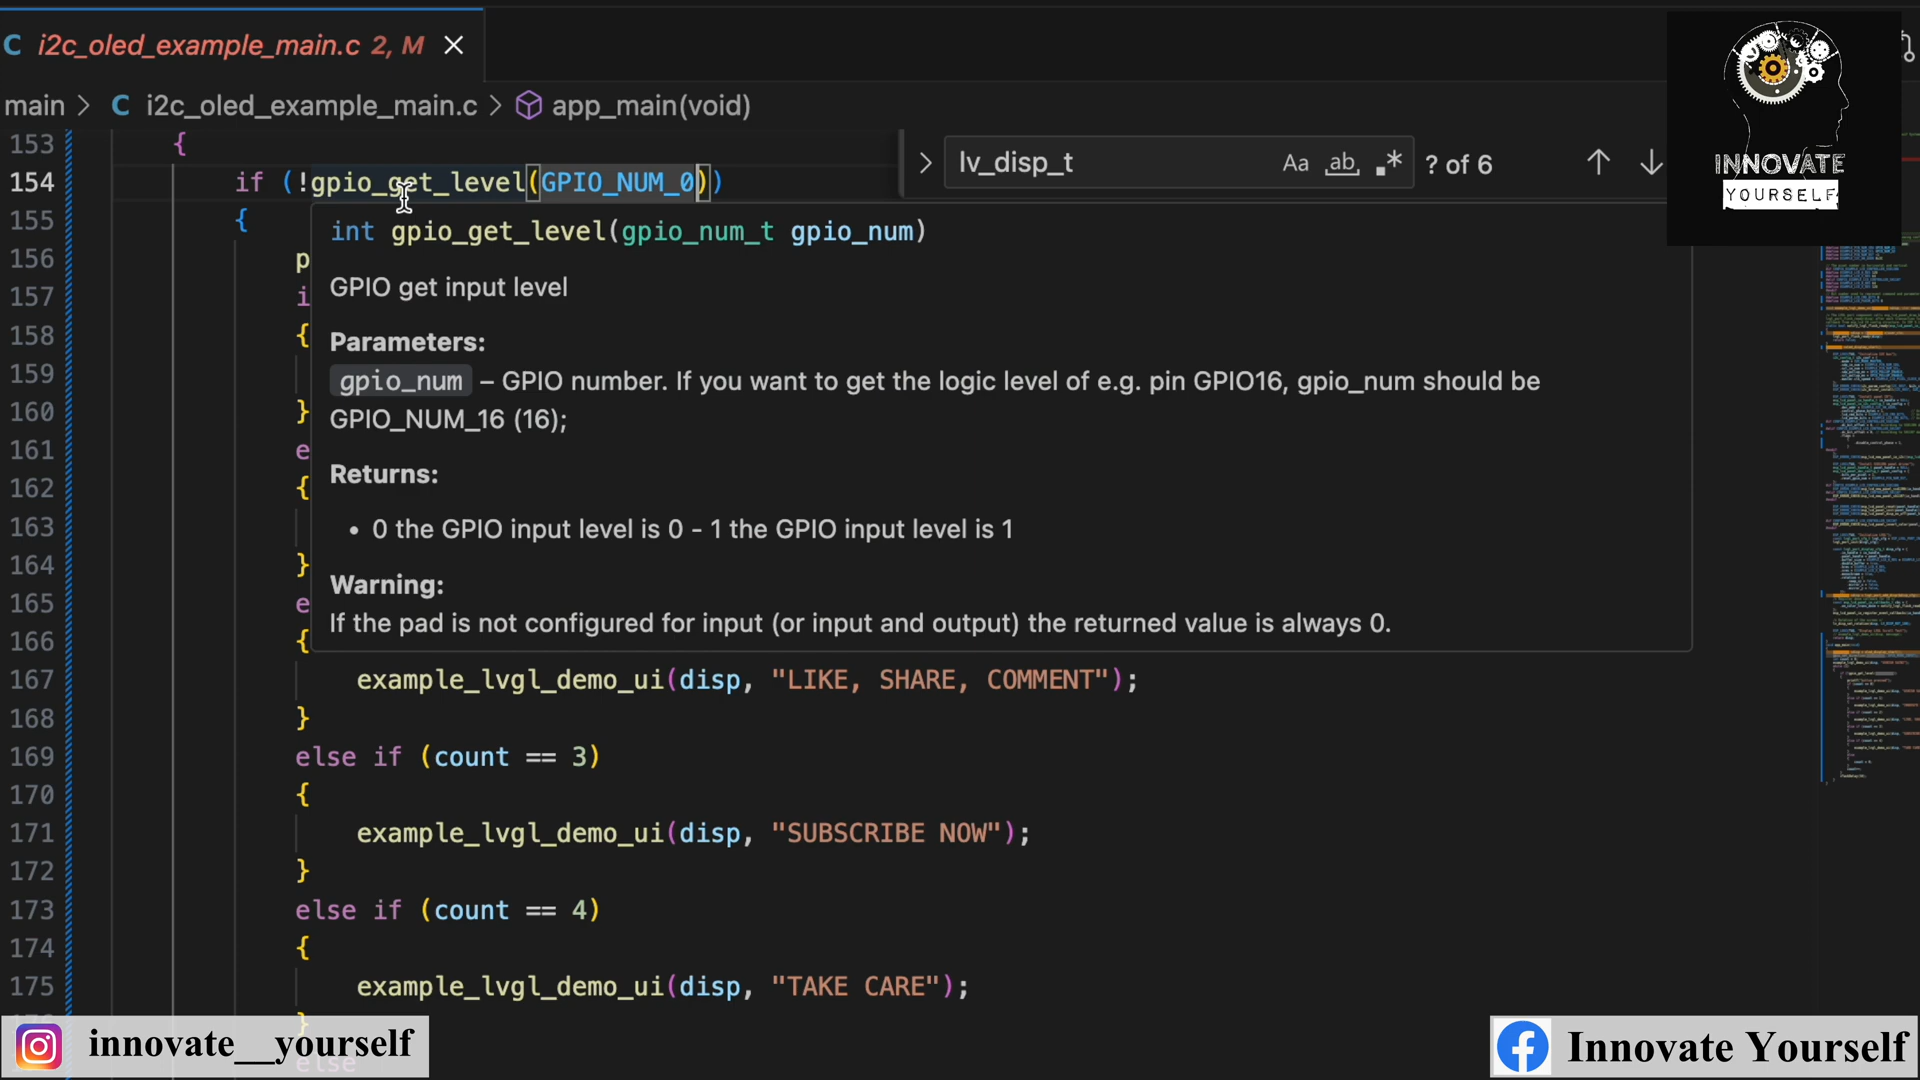 i2c_oled_example_main.c 2, M
main > C i2c_oled_example_main.c > app_main(void)
INNOVATE
YOURSELF
lv_disp_t Aa ab ? of 6
153 {
154 if (!gpio_get_level(GPIO_NUM_0))
155 {
int gpio_get_level(gpio_num_t gpio_num)
156 p
GPIO get input level
157 i
158 {
Parameters:
159 gpio_num – GPIO number. If you want to get the logic level of e.g. pin GPIO16, gpio_num should be
160 }
GPIO_NUM_16 (16);
161 e
Returns:
162 {
163
• 0 the GPIO input level is 0 - 1 the GPIO input level is 1
164 }
Warning:
165 e
If the pad is not configured for input (or input and output) the returned value is always 0.
166 {
167 example_lvgl_demo_ui(disp, "LIKE, SHARE, COMMENT");
168 }
169 else if (count == 3)
170 {
171 example_lvgl_demo_ui(disp, "SUBSCRIBE NOW");
172 }
173 else if (count == 4)
174 {
175 example_lvgl_demo_ui(disp, "TAKE CARE");
}
else
innovate__yourself
Innovate Yourself